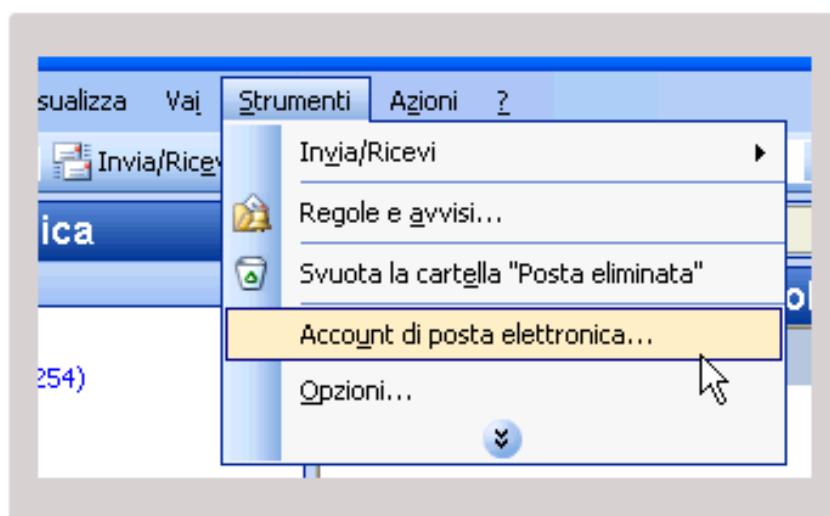 sualizza Vai Strumenti Azioni ?
Invia/Rice
Invia/Ricevi
ica
Regole e avvisi...
Svuota la cartella "Posta eliminata"
Account di posta elettronica...
254)
Opzioni...